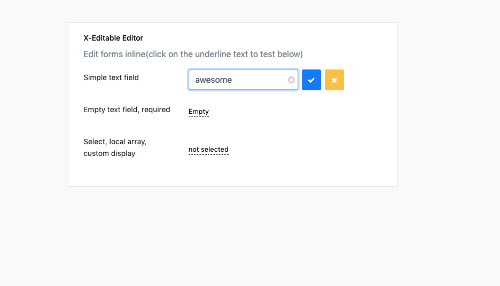 X-Editable Editor
Edit forms inline(click on the underline text to test below)
Simple text field
awesome
Empty text field, required
Empty
Select, local array,
custom display
not selected